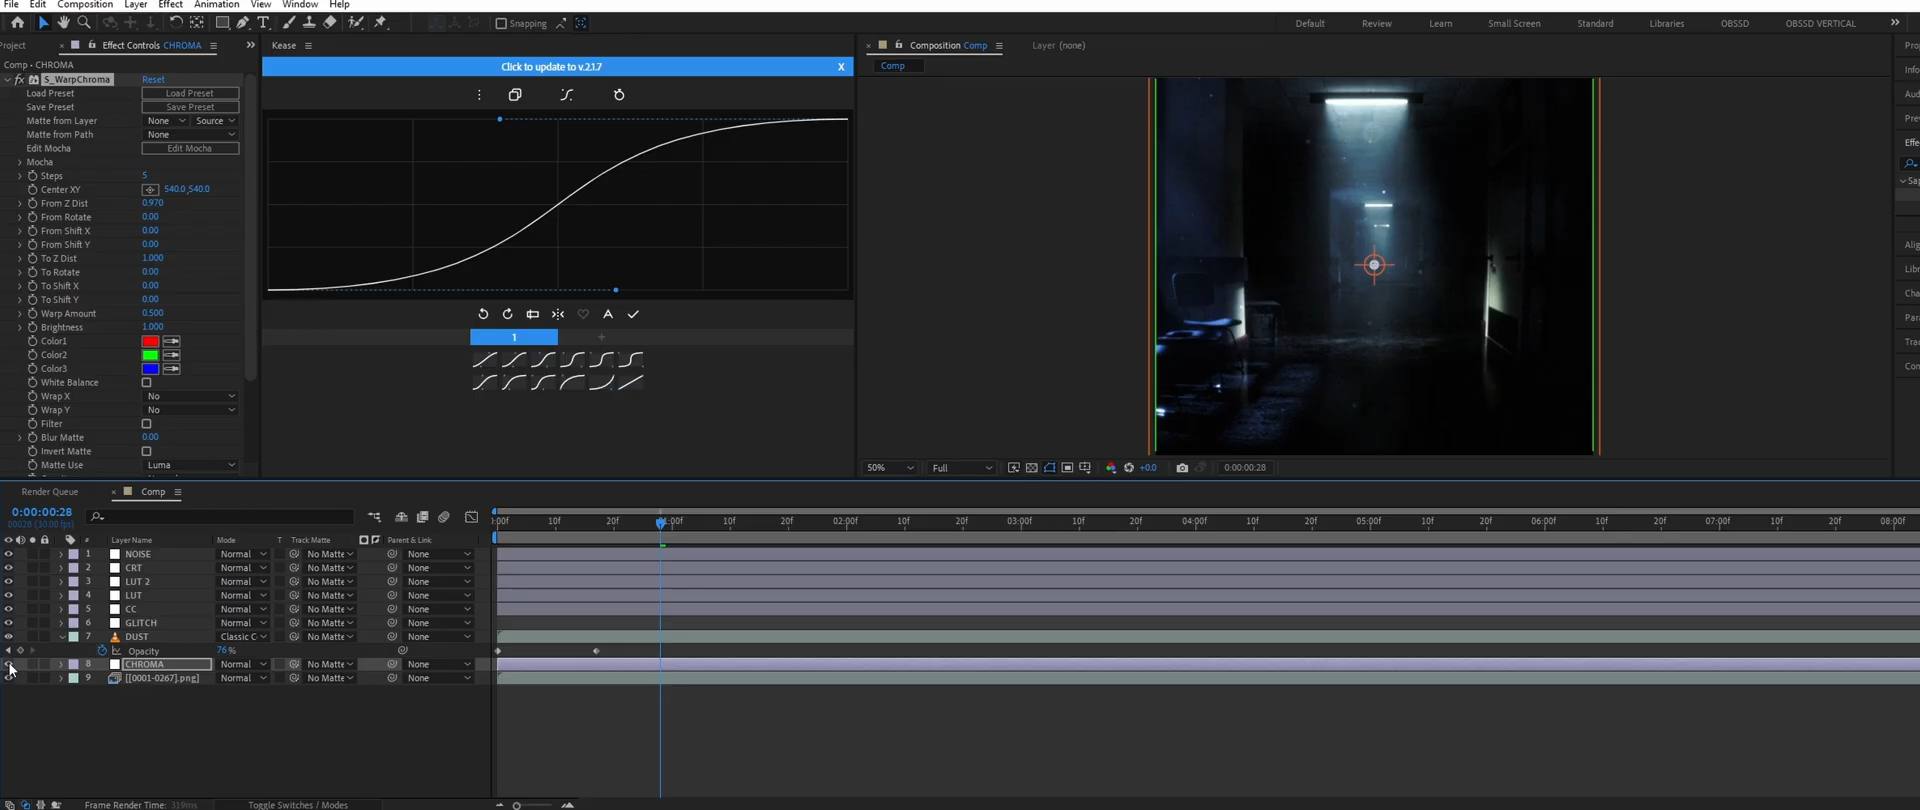 File Edit Composition Layer Effect Animation View Window Help
Snapping
Default Review Learn Small Screen Standard Libraries OBSSD OBSSD VERTICAL
Project × Effect Controls CHROMA
Comp • CHROMA
fx S_WarpChroma Reset
Load Preset Load Preset
Save Preset Save Preset
Matte from Layer None Source
Matte from Path None
Edit Mocha Edit Mocha
Mocha
Steps 5
Center XY 540.0,540.0
From Z Dist 0.970
From Rotate 0.00
From Shift X 0.00
From Shift Y 0.00
To Z Dist 1.000
To Rotate 0.00
To Shift X 0.00
To Shift Y 0.00
Warp Amount 0.500
Brightness 1.000
Color1
Color2
Color3
White Balance
Wrap X No
Wrap Y No
Filter
Blur Matte 0.00
Invert Matte
Matte Use Luma
Kease
Click to update to v.2.1.7 X
A
1 +
× Composition Comp Layer (none)
Comp
50% Full +0.0 0:00:00:28
Render Queue × Comp
0:00:00:28
00028 (30.00 fps)
:00f 10f 20f 01:00f 10f 20f 02:00f 10f 20f 03:00f 10f 20f 04:00f 10f 20f 05:00f 10f 20f 06:00f 10f 20f 07:00f 10f 20f 08:00f
# Layer Name Mode T Track Matte Parent & Link
1 NOISE Normal No Matte None
2 CRT Normal No Matte None
3 LUT 2 Normal No Matte None
4 LUT Normal No Matte None
5 CC Normal No Matte None
6 GLITCH Normal No Matte None
7 DUST Classic C No Matte None
Opacity 76%
8 CHROMA Normal No Matte None
9 [[0001-0267].png] Normal No Matte None
Frame Render Time: 319ms Toggle Switches / Modes